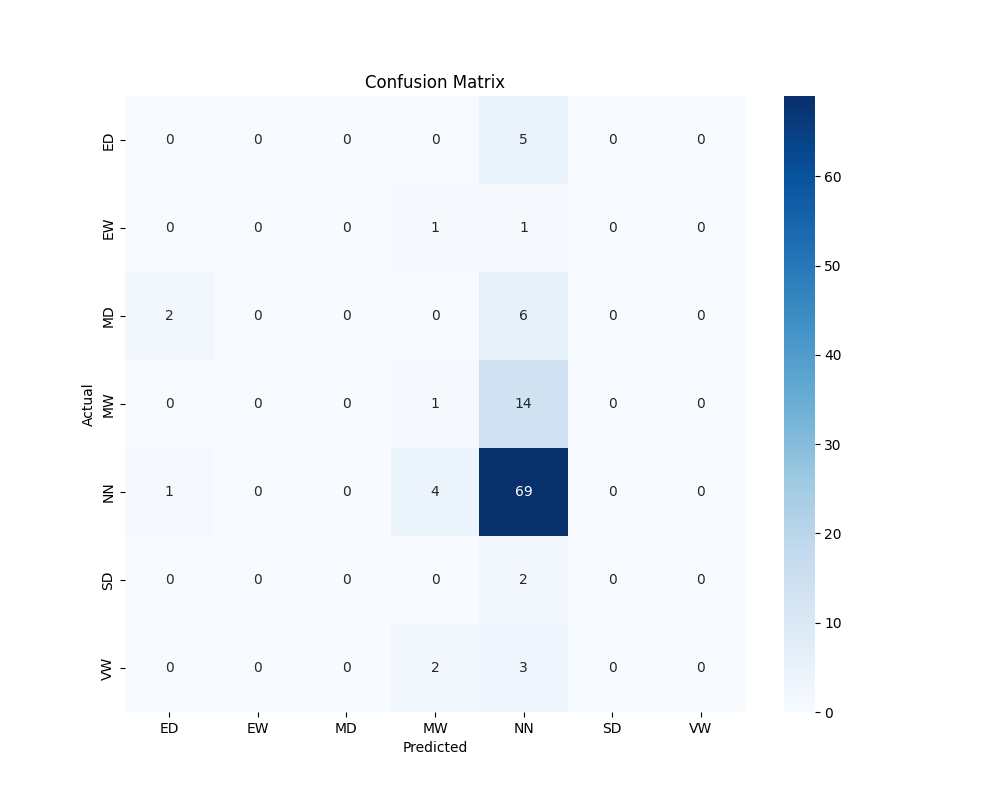 Confusion Matrix
ED 0 0 0 0 5 0 0
EW 0 0 0 1 1 0 0
MD 2 0 0 0 6 0 0
MW 0 0 0 1 14 0 0
NN 1 0 0 4 69 0 0
SD 0 0 0 0 2 0 0
VW 0 0 0 2 3 0 0
ED EW MD MW NN SD VW
Predicted
Actual
60
50
40
30
20
10
0